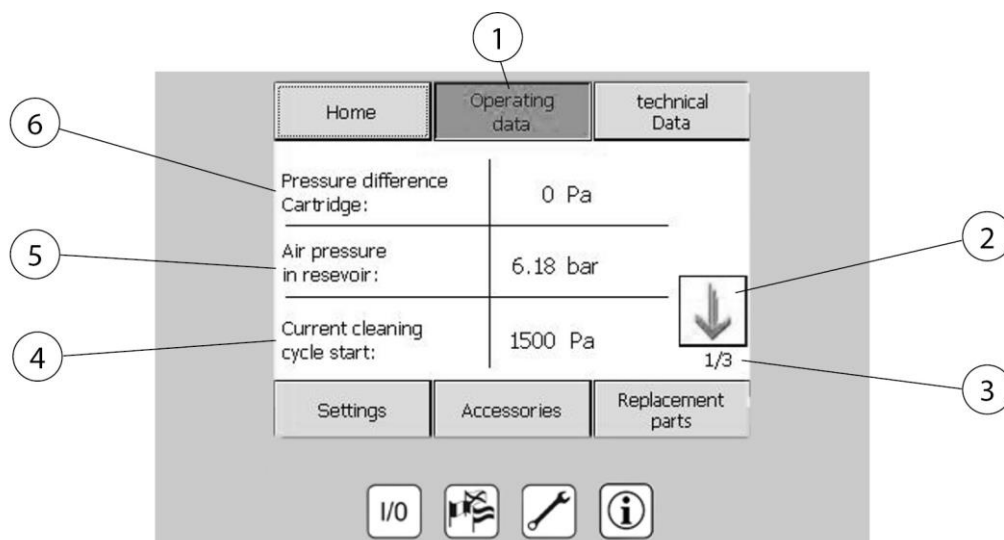 1
Home
Operating
data
technical
Data
6
Pressure difference
Cartridge:
0 Pa
5
Air pressure
in resevoir:
6.18 bar
2
4
Current cleaning
cycle start:
1500 Pa
1/3
3
Settings
Accessories
Replacement
parts
I/0
i